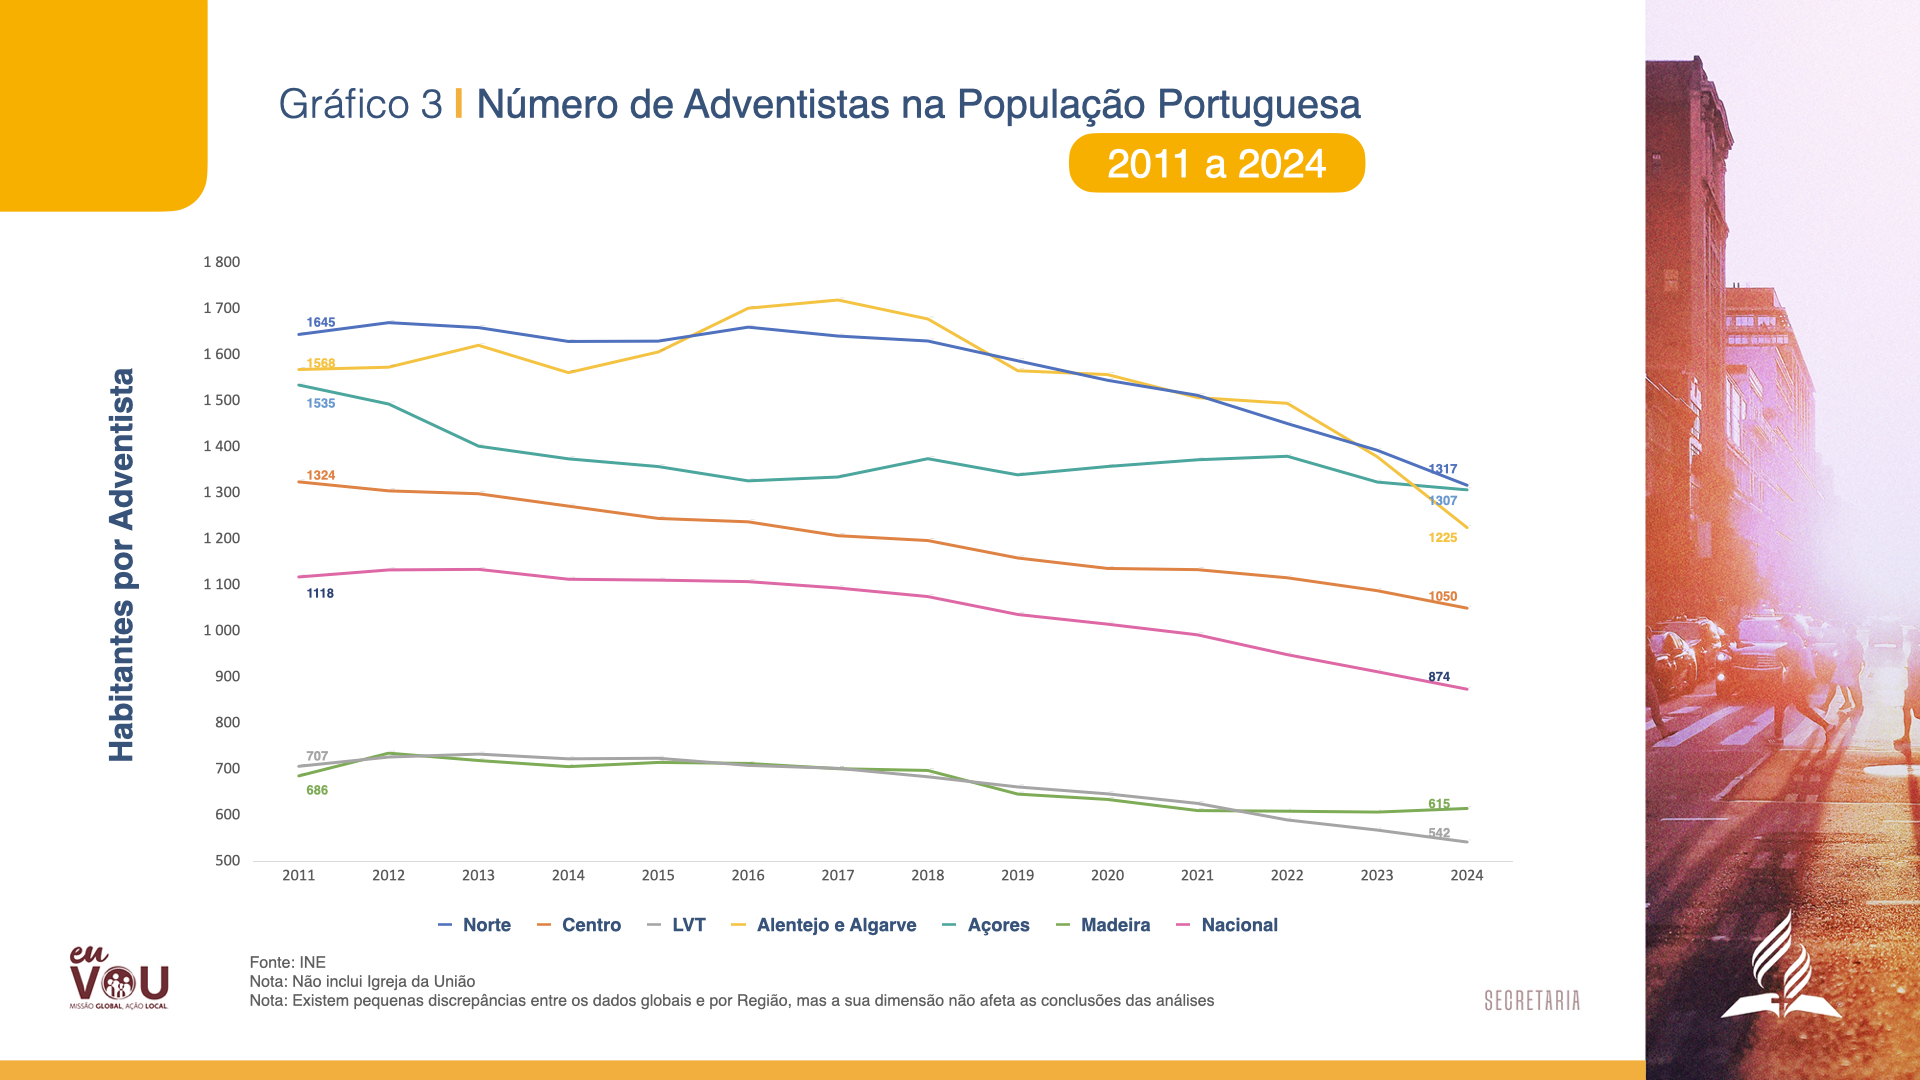 Gráfico 3 | Número de Adventistas na População Portuguesa
2011 a 2024
Habitantes por Adventista
1 800
1 700
1 600
1 500
1 400
1 300
1 200
1 100
1 000
900
800
700
600
500
1645
1568
1535
1324
1118
707
686
1317
1307
1225
1050
874
615
542
2011 2012 2013 2014 2015 2016 2017 2018 2019 2020 2021 2022 2023 2024
Norte Centro LVT Alentejo e Algarve Açores Madeira Nacional
eu
VOU
MISSÃO GLOBAL, AÇÃO LOCAL
Fonte: INE
Nota: Não inclui Igreja da União
Nota: Existem pequenas discrepâncias entre os dados globais e por Região, mas a sua dimensão não afeta as conclusões das análises
SECRETARIA